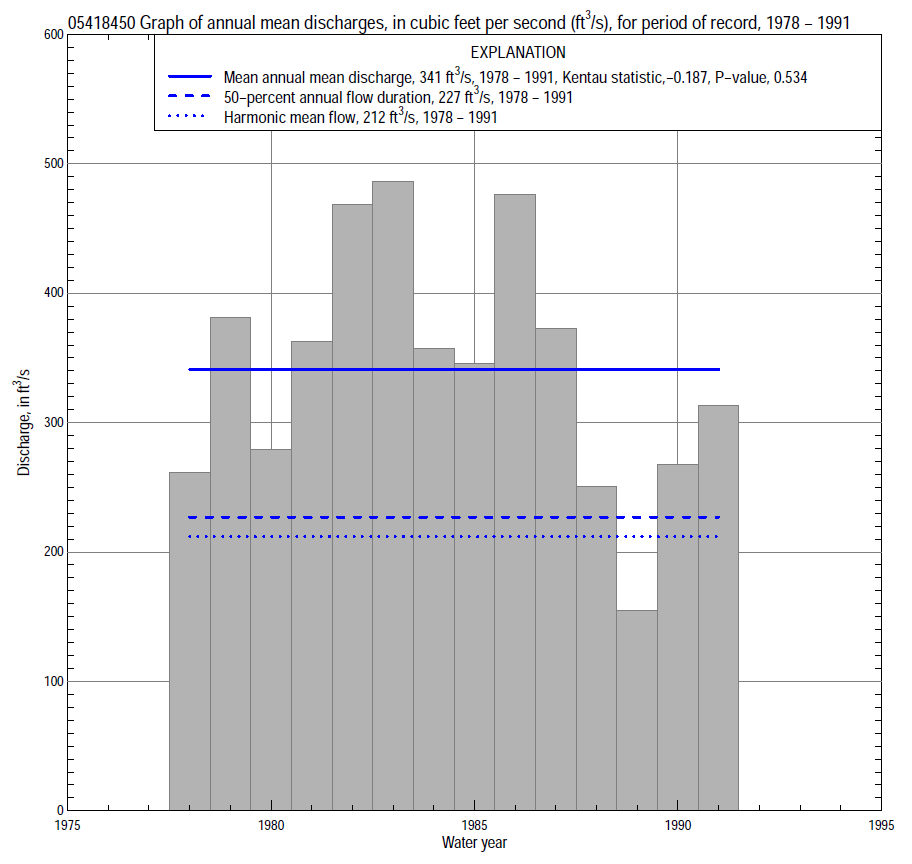 05418450 Graph of annual mean discharges, in cubic feet per second (ft³/s), for period of record, 1978 – 1991
EXPLANATION
Mean annual mean discharge, 341 ft³/s, 1978 – 1991, Kentau statistic,–0.187, P–value, 0.534
50–percent annual flow duration, 227 ft³/s, 1978 – 1991
Harmonic mean flow, 212 ft³/s, 1978 – 1991
600
500
400
300
200
100
0
Discharge, in ft³/s
1975 1980 1985 1990 1995
Water year